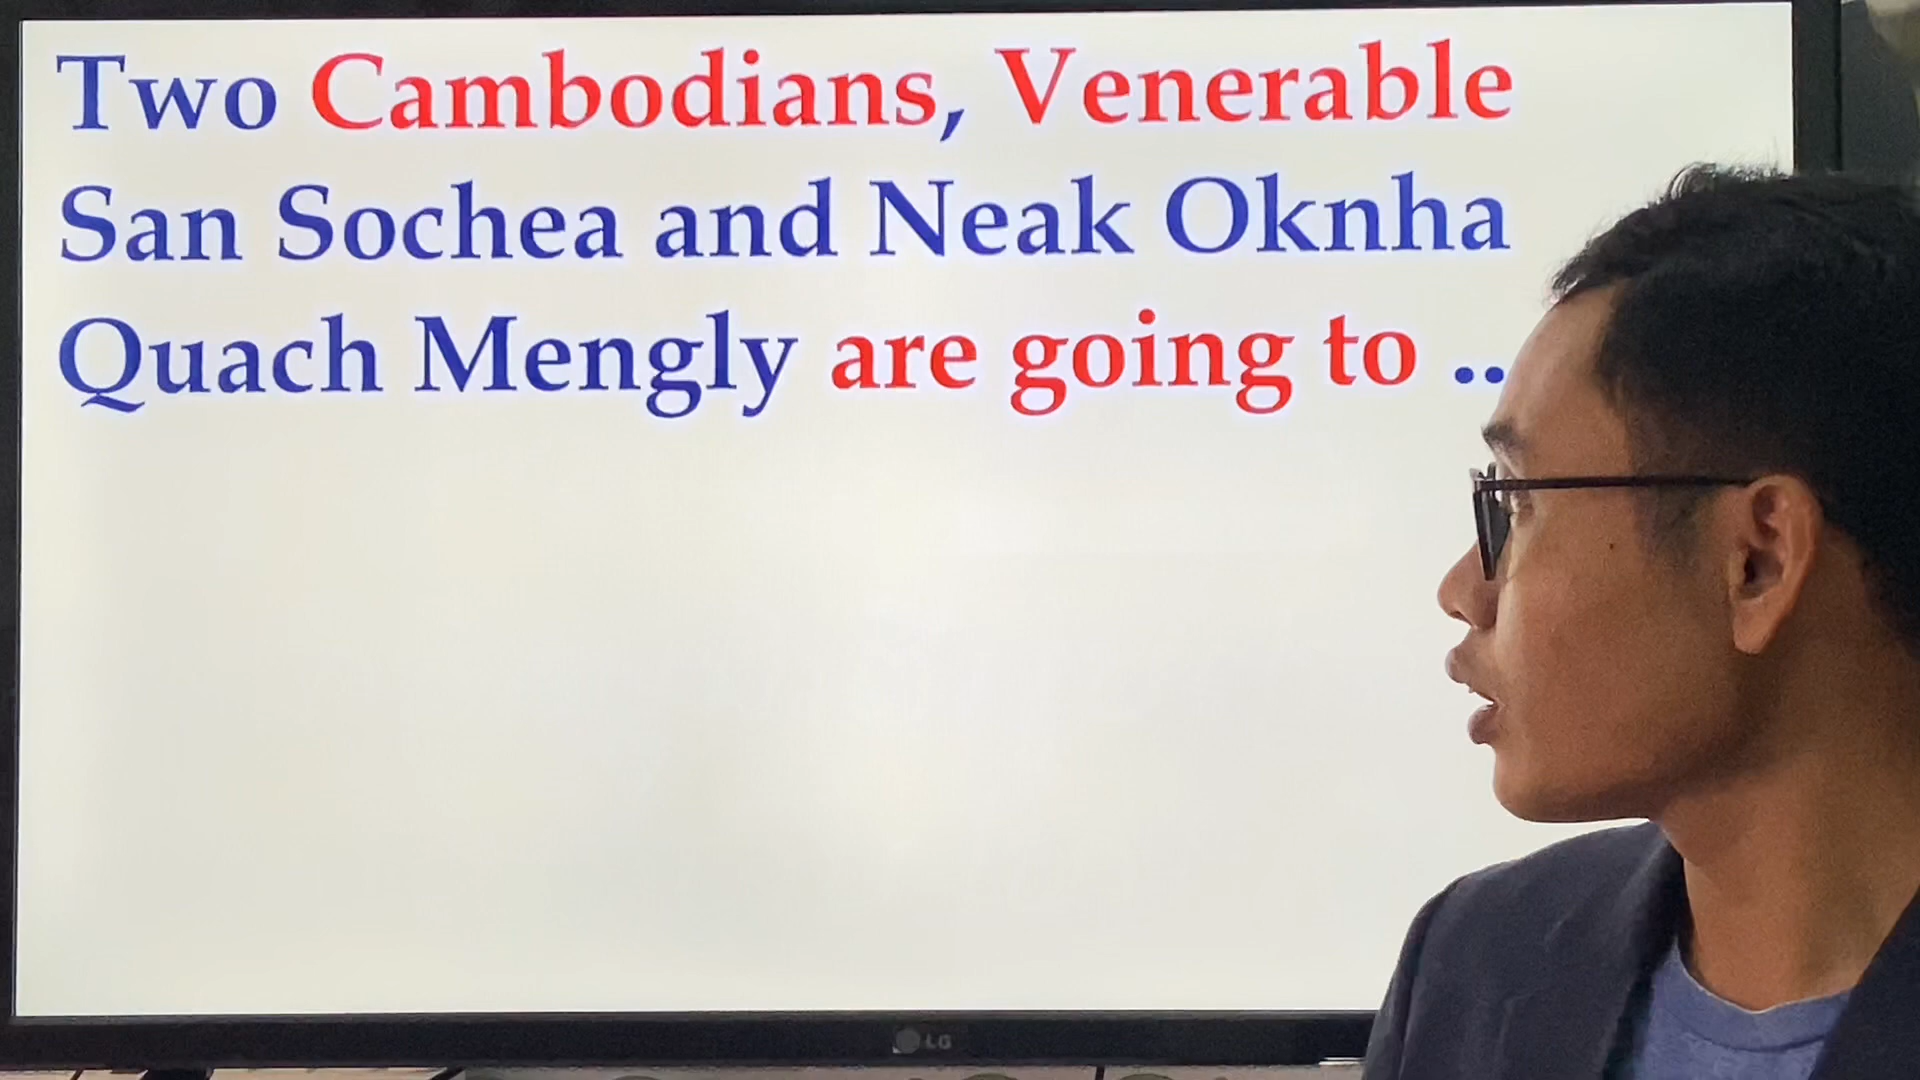 Two Cambodians, Venerable
San Sochea and Neak Oknha
Quach Mengly are going to ..
LG